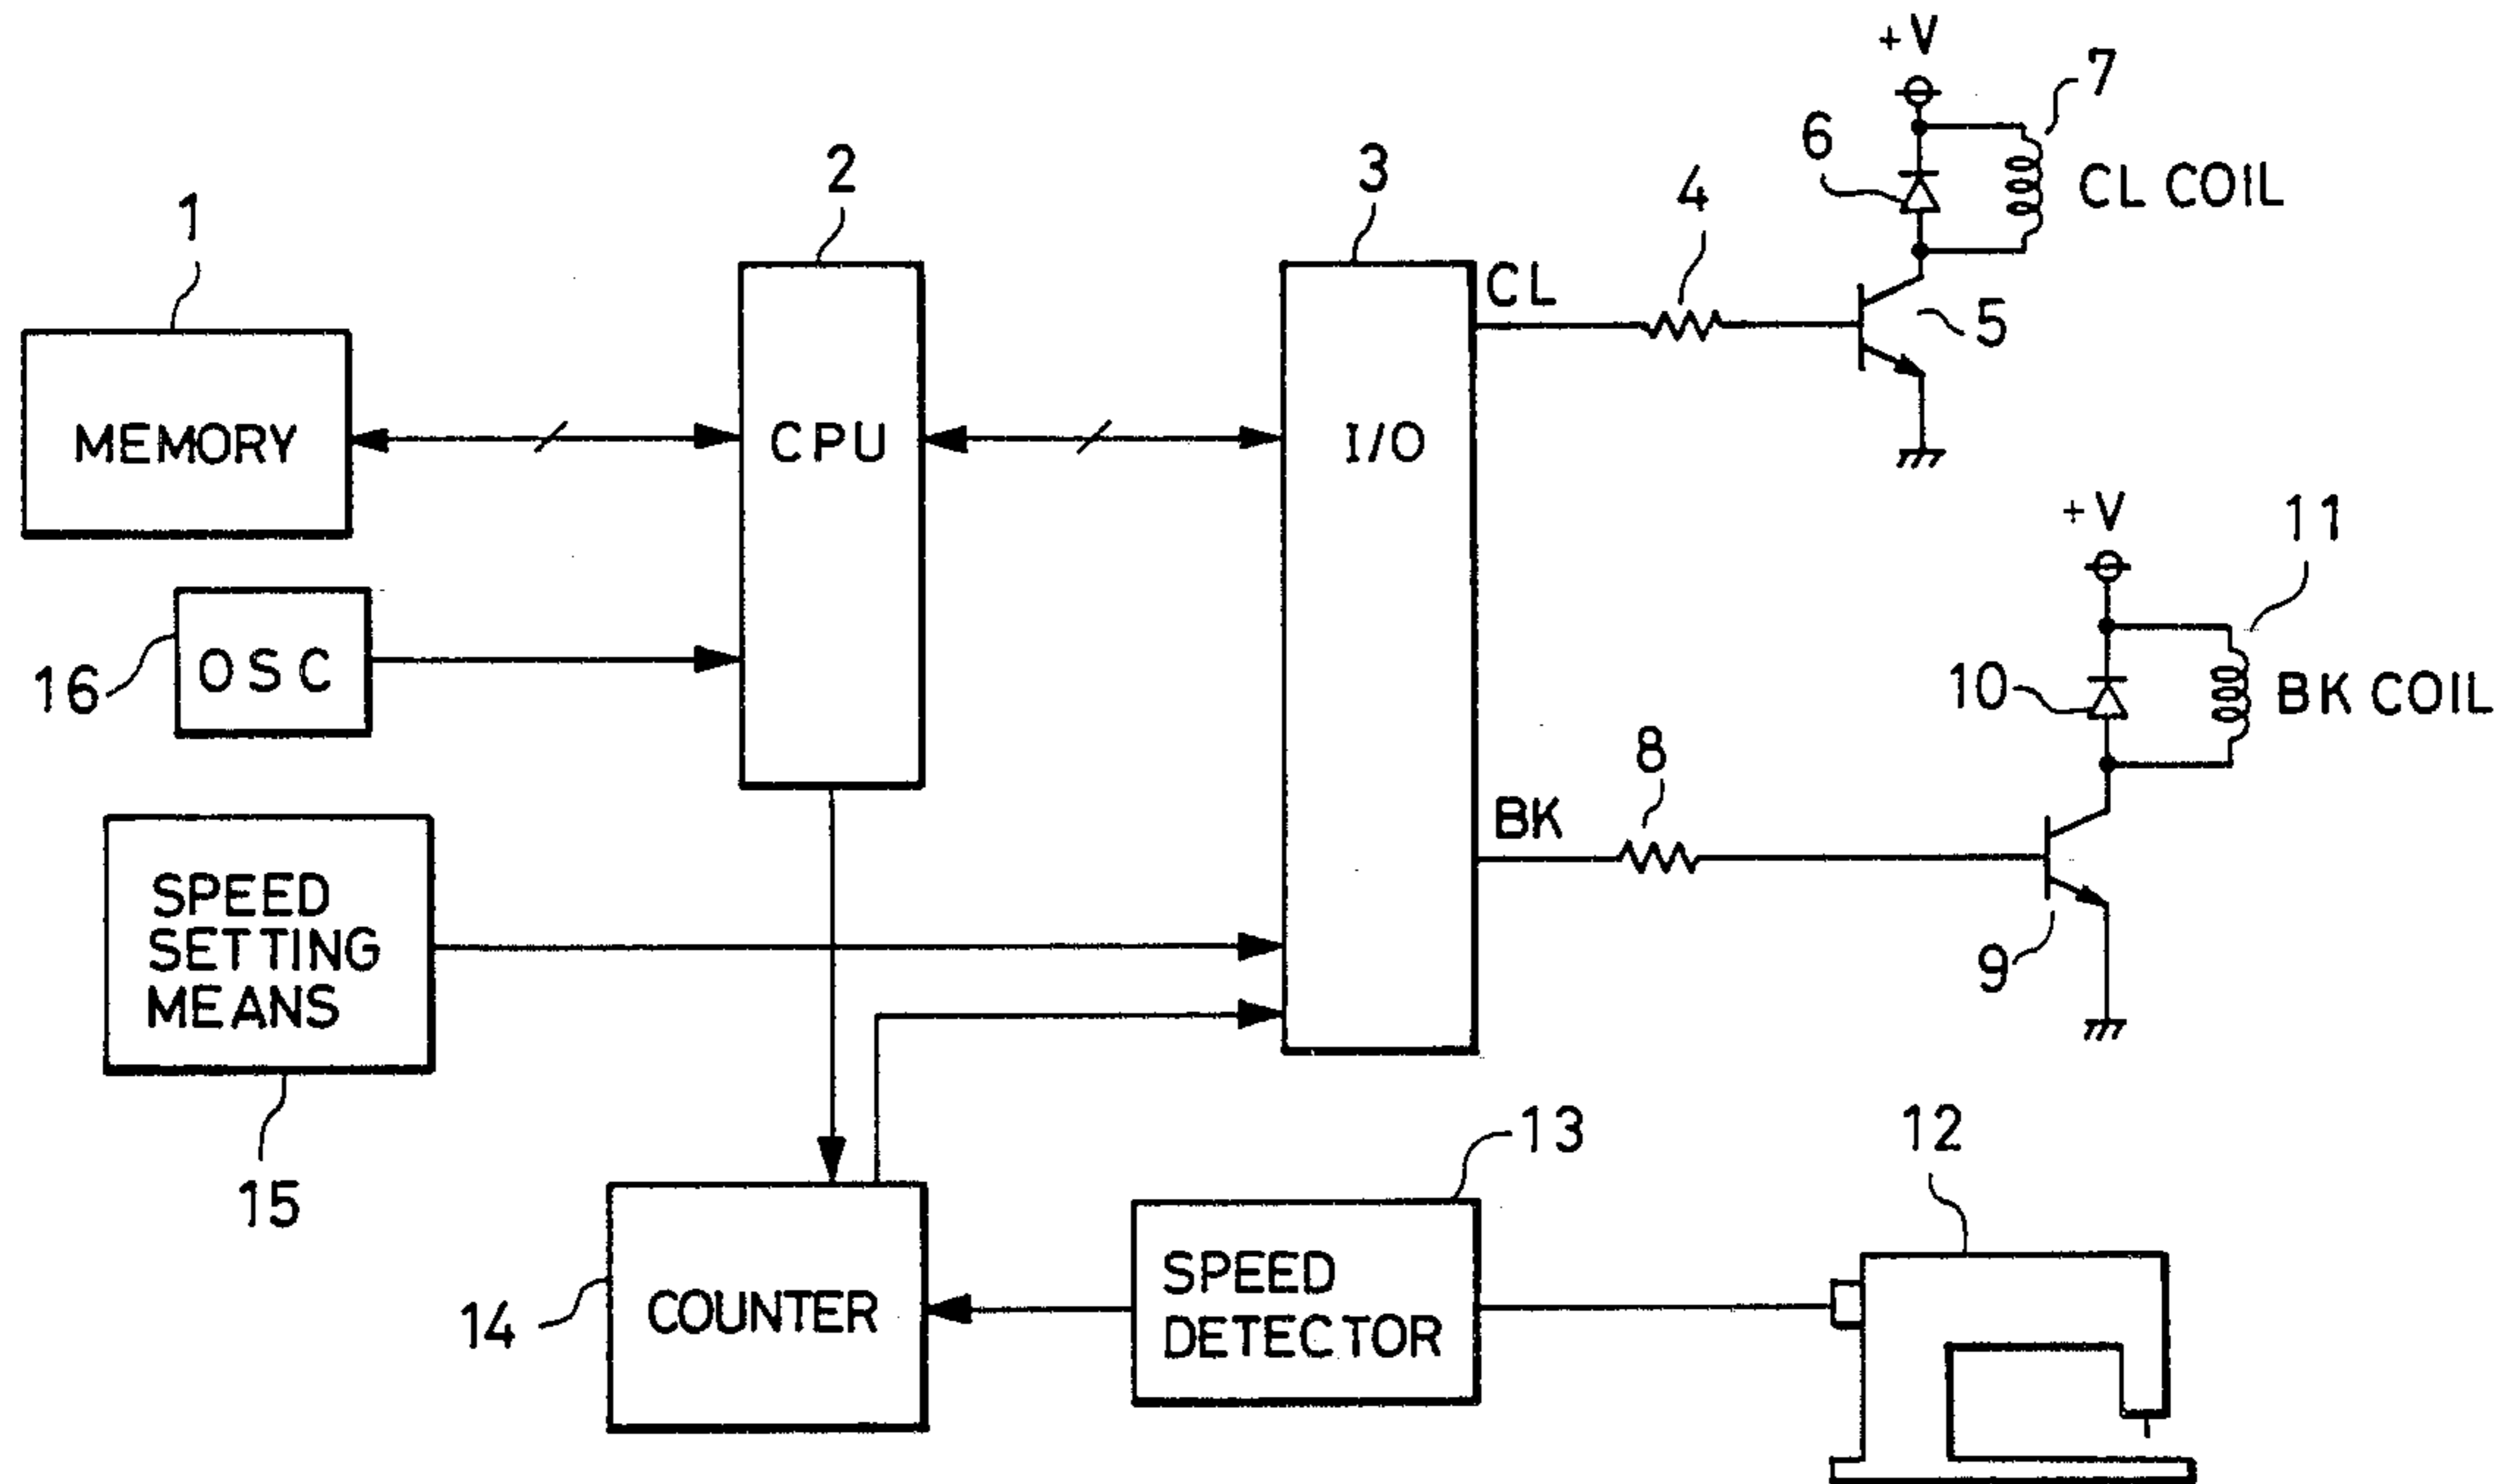 +V
7
6
CL COIL
2
3
4
1
CL
5
MEMORY
CPU
I/O
+V
11
16
OSC
10
BK COIL
8
BK
SPEED
SETTING
MEANS
9
15
13
12
14
COUNTER
SPEED
DETECTOR